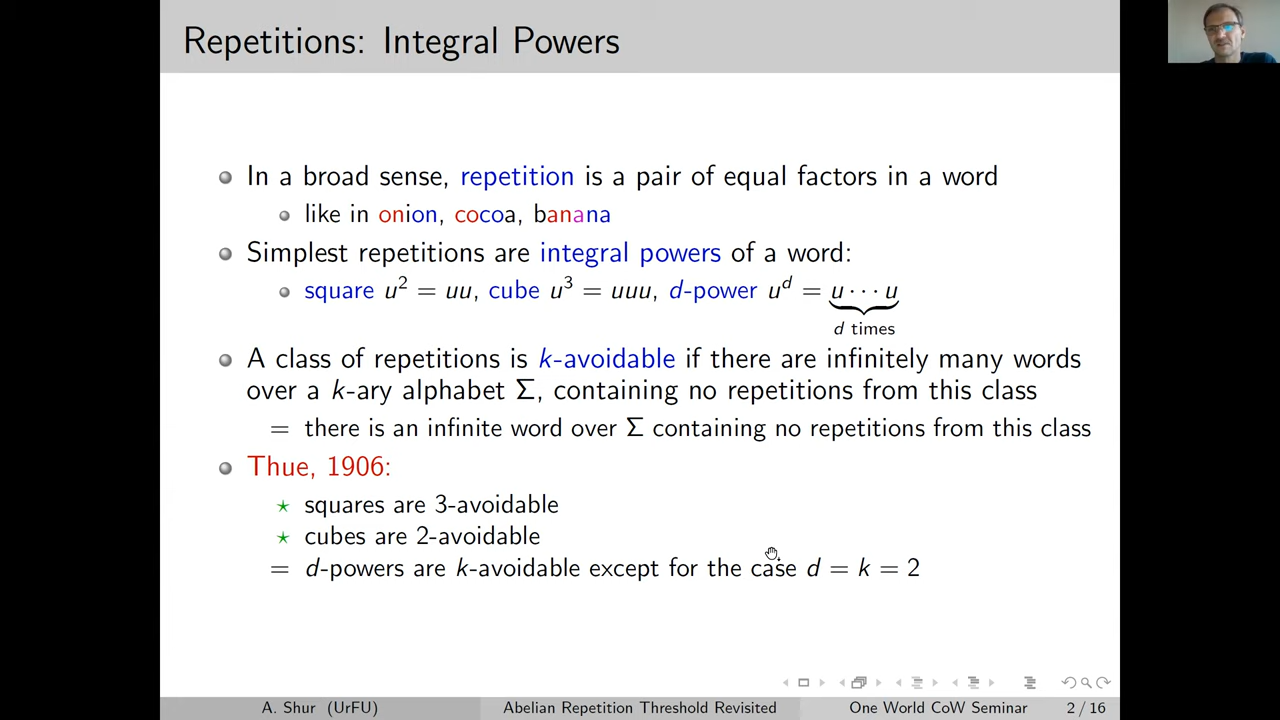 Repetitions: Integral Powers
In a broad sense, repetition is a pair of equal factors in a word
like in onion, cocoa, banana
Simplest repetitions are integral powers of a word:
square u² = uu, cube u³ = uuu, d-power uᵈ = u⋯u
d times
A class of repetitions is k-avoidable if there are infinitely many words
over a k-ary alphabet Σ, containing no repetitions from this class
= there is an infinite word over Σ containing no repetitions from this class
Thue, 1906:
⋆ squares are 3-avoidable
⋆ cubes are 2-avoidable
= d-powers are k-avoidable except for the case d = k = 2
A. Shur (UrFU) Abelian Repetition Threshold Revisited One World CoW Seminar 2 / 16